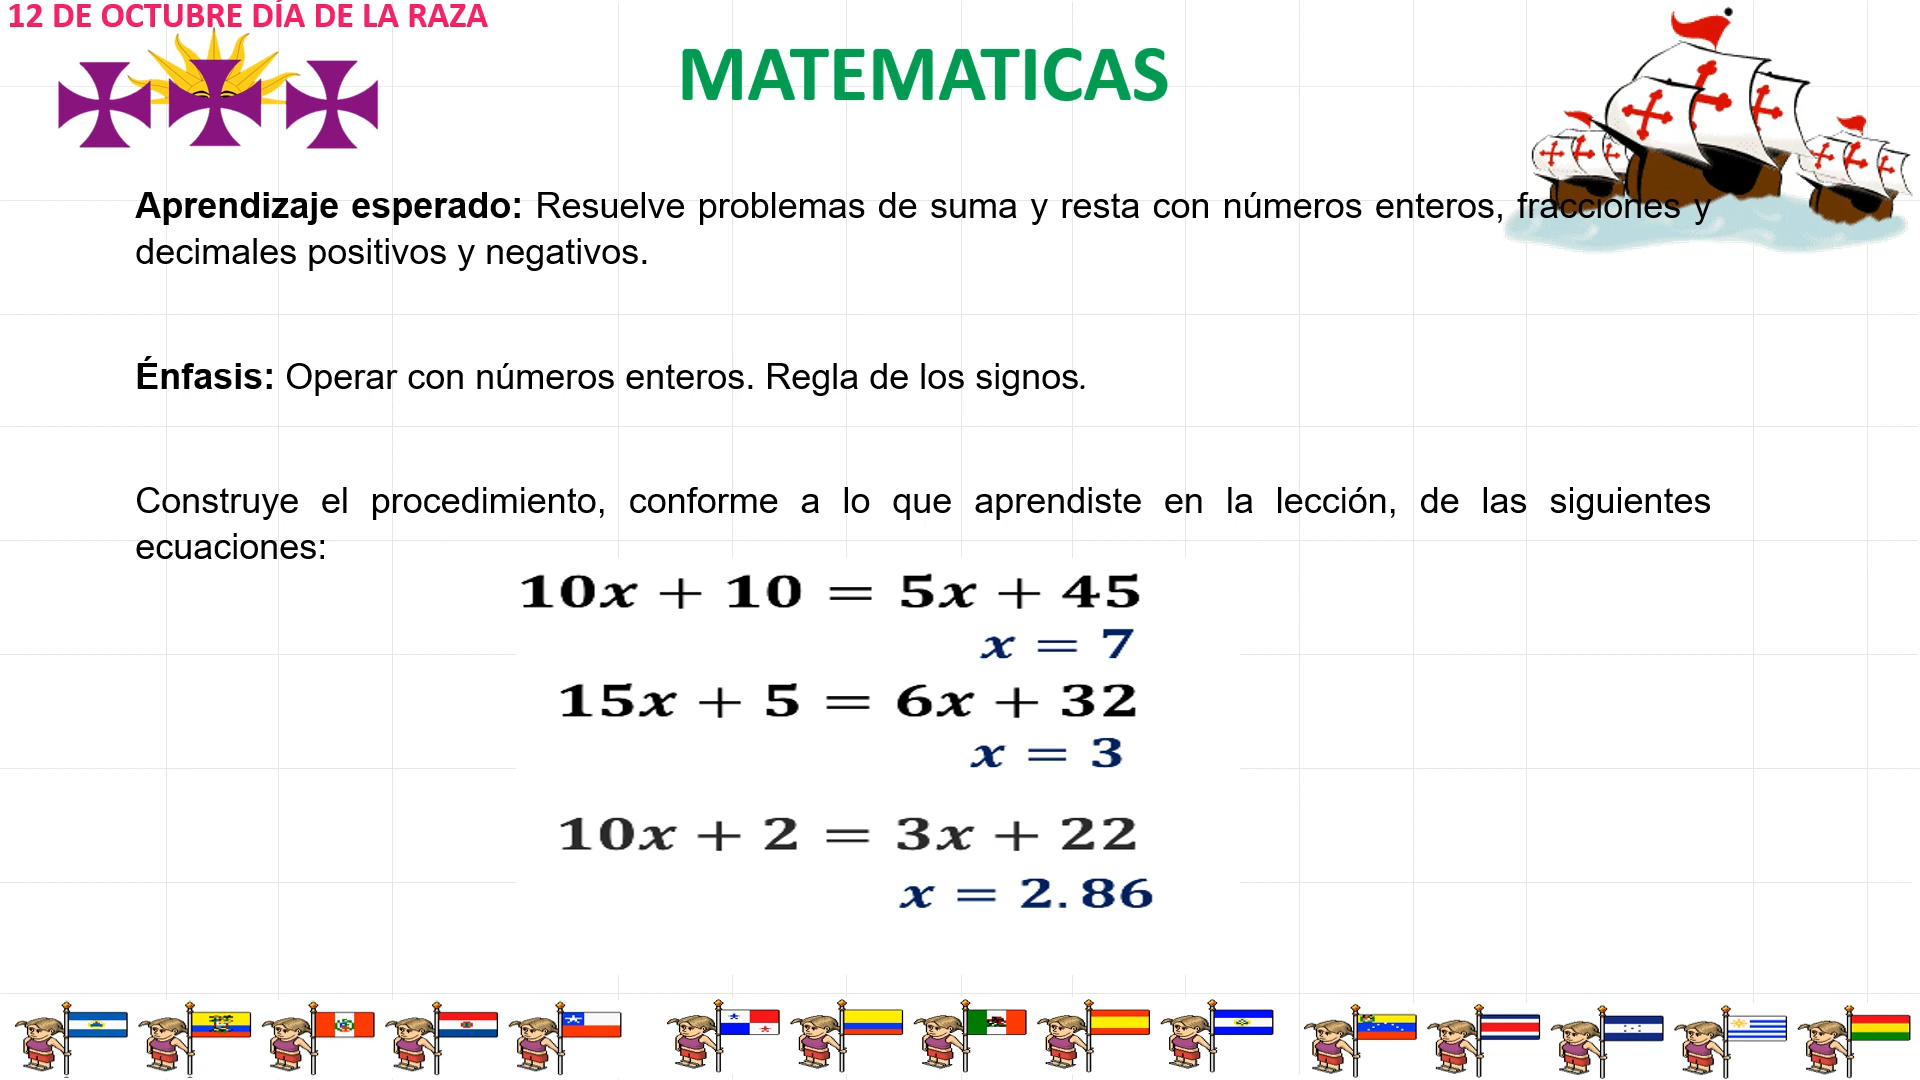 12 DE OCTUBRE DÍA DE LA RAZA
MATEMATICAS
Aprendizaje esperado: Resuelve problemas de suma y resta con números enteros, fracciones y
decimales positivos y negativos.
Énfasis: Operar con números enteros. Regla de los signos.
Construye el procedimiento, conforme a lo que aprendiste en la lección, de las siguientes
ecuaciones:
10x + 10 = 5x + 45
x = 7
15x + 5 = 6x + 32
x = 3
10x + 2 = 3x + 22
x = 2.86